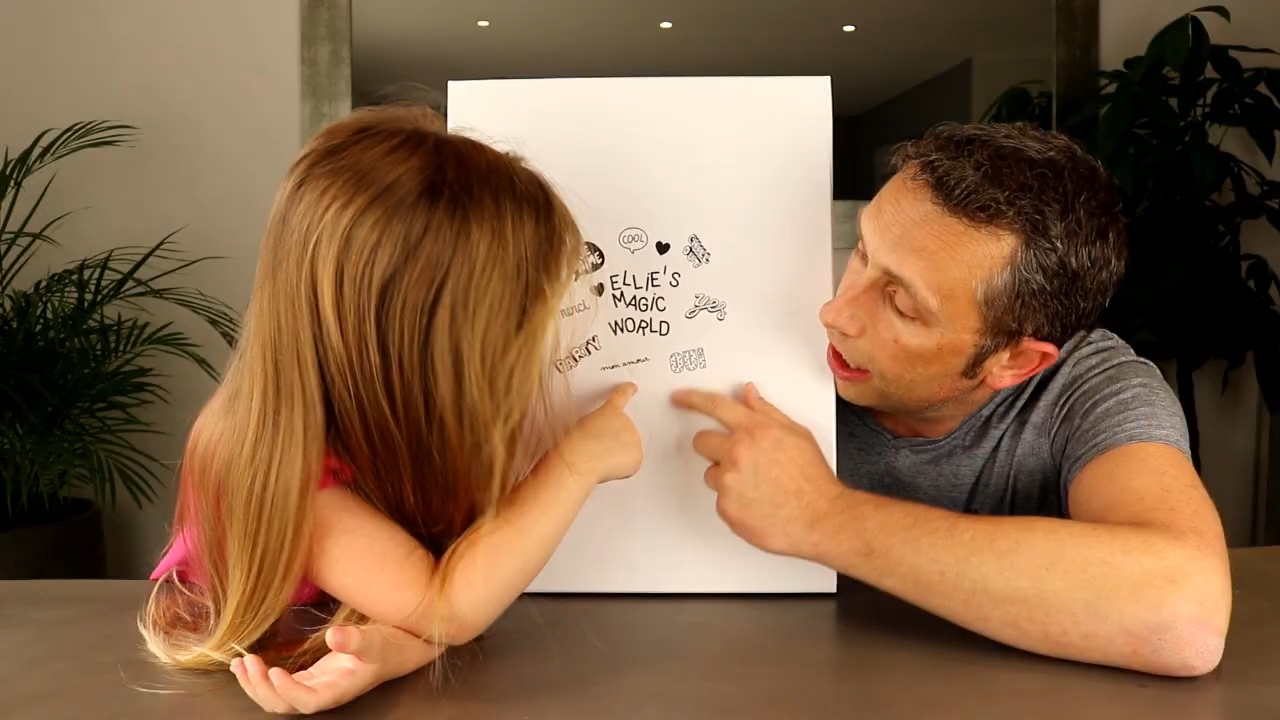 COOL
ELLIE'S
MAGIC
WORLD
merci
yes
PARTY
mon amour
OUI